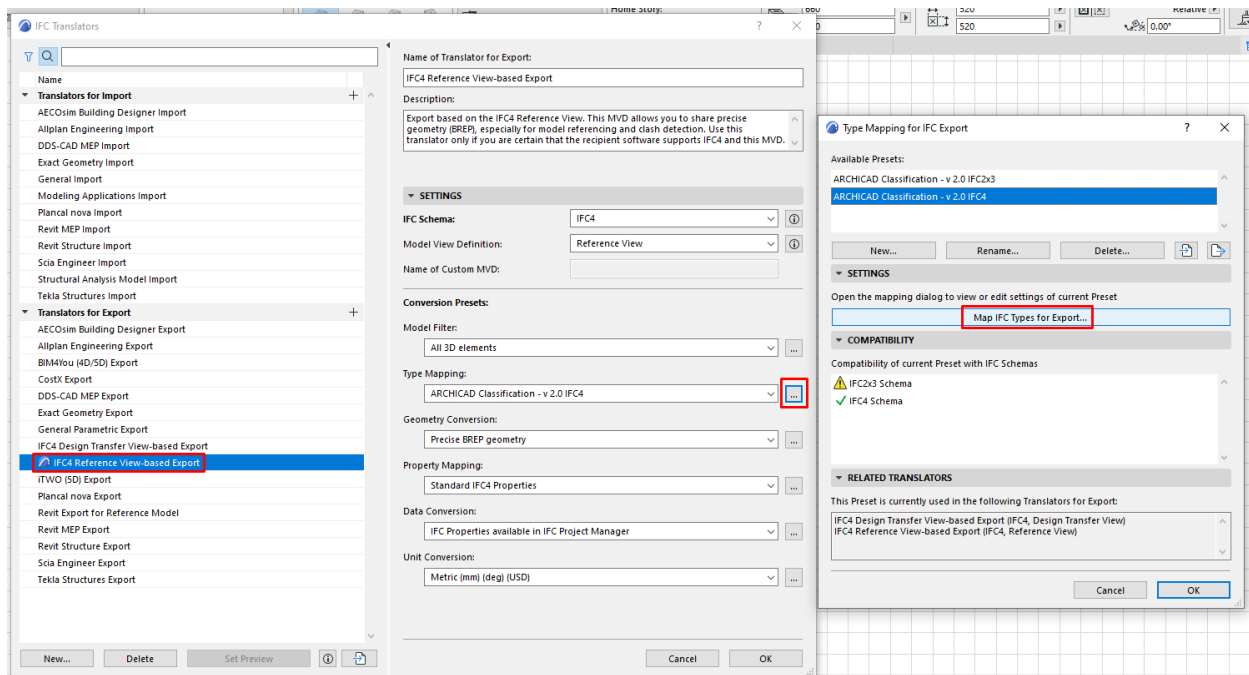 Home Story:
660
520
520
Relative
0.00°
IFC Translators
Name
Translators for Import
AECOsim Building Designer Import
Allplan Engineering Import
DDS-CAD MEP Import
Exact Geometry Import
General Import
Modeling Applications Import
Plancal nova Import
Revit MEP Import
Revit Structure Import
Scia Engineer Import
Structural Analysis Model Import
Tekla Structures Import
Translators for Export
AECOsim Building Designer Export
Allplan Engineering Export
BIM4You (4D/5D) Export
CostX Export
DDS-CAD MEP Export
Exact Geometry Export
General Parametric Export
IFC4 Design Transfer View-based Export
IFC4 Reference View-based Export
iTWO (5D) Export
Plancal nova Export
Revit Export for Reference Model
Revit MEP Export
Revit Structure Export
Scia Engineer Export
Tekla Structures Export
New...
Delete
Set Preview
Name of Translator for Export:
IFC4 Reference View-based Export
Description:
Export based on the IFC4 Reference View. This MVD allows you to share precise
geometry (BREP), especially for model referencing and clash detection. Use this
translator only if you are certain that the recipient software supports IFC4 and this MVD.
SETTINGS
IFC Schema:
IFC4
Model View Definition:
Reference View
Name of Custom MVD:
Conversion Presets:
Model Filter:
All 3D elements
...
Type Mapping:
ARCHICAD Classification - v 2.0 IFC4
...
Geometry Conversion:
Precise BREP geometry
...
Property Mapping:
Standard IFC4 Properties
...
Data Conversion:
IFC Properties available in IFC Project Manager
...
Unit Conversion:
Metric (mm) (deg) (USD)
...
Cancel
OK
Type Mapping for IFC Export
Available Presets:
ARCHICAD Classification - v 2.0 IFC2x3
ARCHICAD Classification - v 2.0 IFC4
New...
Rename...
Delete...
SETTINGS
Open the mapping dialog to view or edit settings of current Preset
Map IFC Types for Export...
COMPATIBILITY
Compatibility of current Preset with IFC Schemas
IFC2x3 Schema
IFC4 Schema
RELATED TRANSLATORS
This Preset is currently used in the following Translators for Export:
IFC4 Design Transfer View-based Export (IFC4, Design Transfer View)
IFC4 Reference View-based Export (IFC4, Reference View)
Cancel
OK